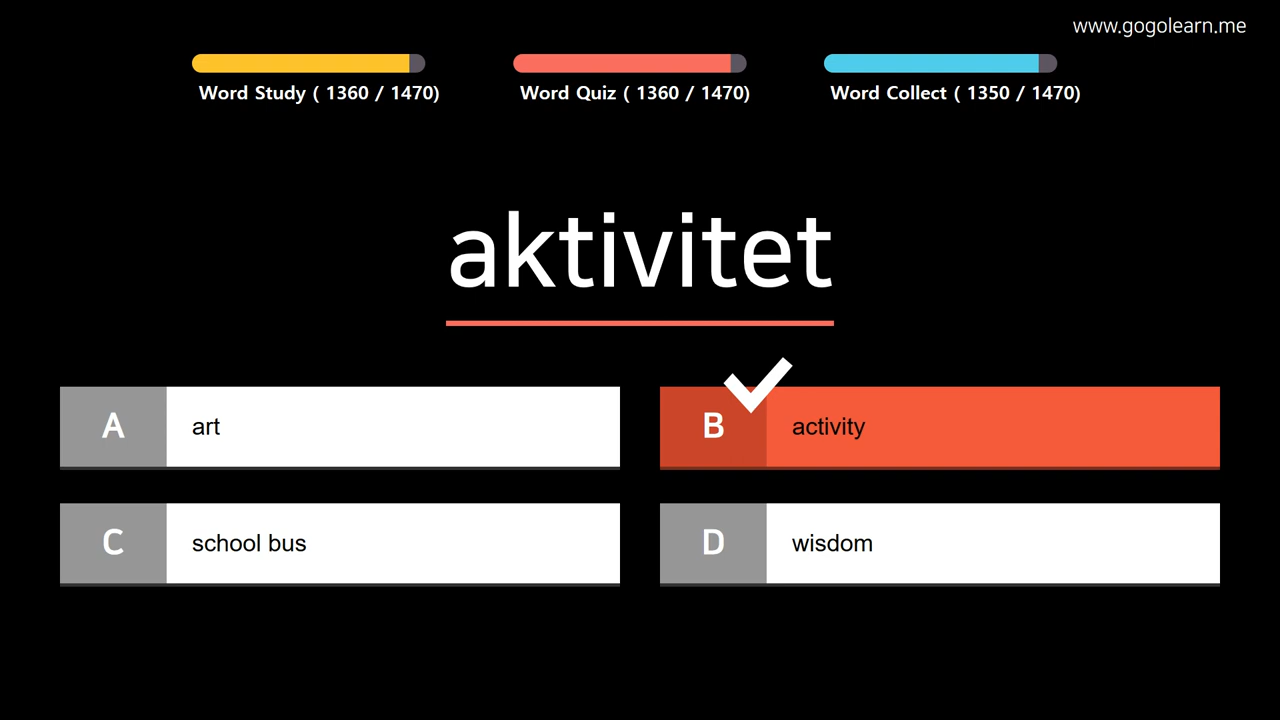 www.gogolearn.me
Word Study ( 1360 / 1470)
Word Quiz ( 1360 / 1470)
Word Collect ( 1350 / 1470)
aktivitet
A
art
B
activity
C
school bus
D
wisdom